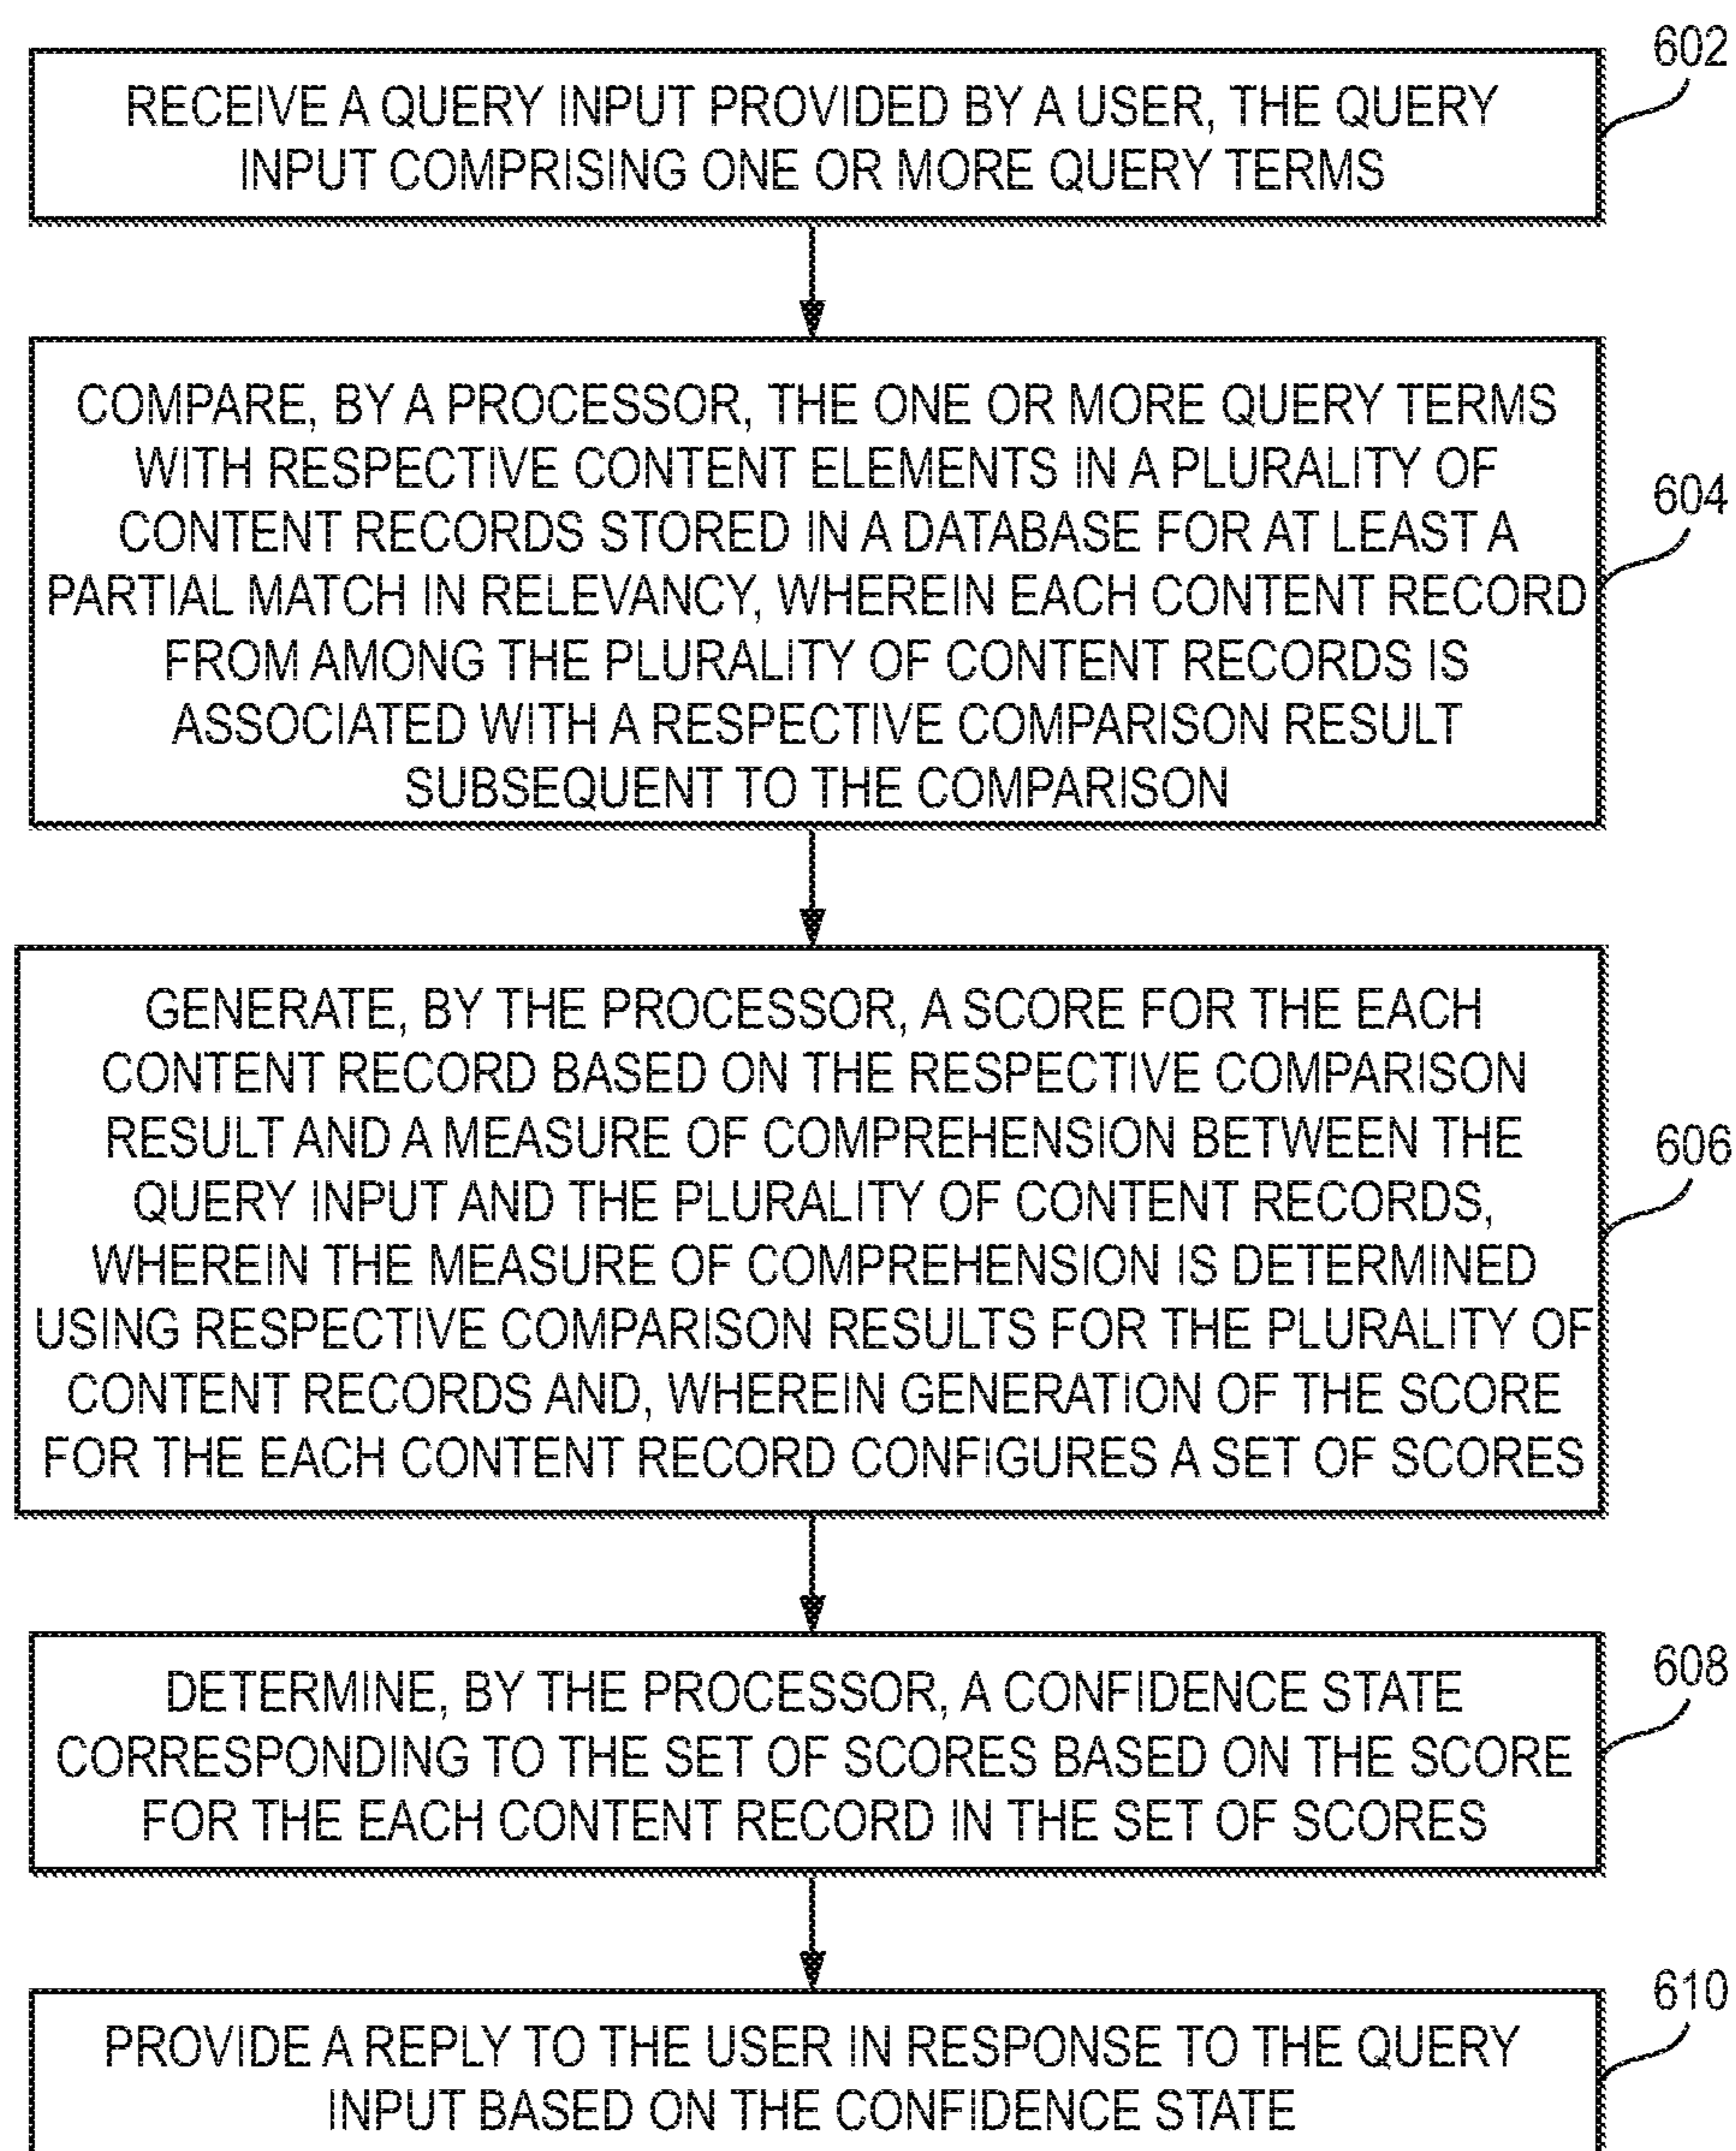 602
RECEIVE A QUERY INPUT PROVIDED BY A USER, THE QUERY
INPUT COMPRISING ONE OR MORE QUERY TERMS
COMPARE, BY A PROCESSOR, THE ONE OR MORE QUERY TERMS
WITH RESPECTIVE CONTENT ELEMENTS IN A PLURALITY OF
CONTENT RECORDS STORED IN A DATABASE FOR AT LEAST A
PARTIAL MATCH IN RELEVANCY, WHEREIN EACH CONTENT RECORD
FROM AMONG THE PLURALITY OF CONTENT RECORDS IS
ASSOCIATED WITH A RESPECTIVE COMPARISON RESULT
SUBSEQUENT TO THE COMPARISON
604
GENERATE, BY THE PROCESSOR, A SCORE FOR THE EACH
CONTENT RECORD BASED ON THE RESPECTIVE COMPARISON
RESULT AND A MEASURE OF COMPREHENSION BETWEEN THE
QUERY INPUT AND THE PLURALITY OF CONTENT RECORDS,
WHEREIN THE MEASURE OF COMPREHENSION IS DETERMINED
USING RESPECTIVE COMPARISON RESULTS FOR THE PLURALITY OF
CONTENT RECORDS AND, WHEREIN GENERATION OF THE SCORE
FOR THE EACH CONTENT RECORD CONFIGURES A SET OF SCORES
606
DETERMINE, BY THE PROCESSOR, A CONFIDENCE STATE
CORRESPONDING TO THE SET OF SCORES BASED ON THE SCORE
FOR THE EACH CONTENT RECORD IN THE SET OF SCORES
608
PROVIDE A REPLY TO THE USER IN RESPONSE TO THE QUERY
INPUT BASED ON THE CONFIDENCE STATE
610